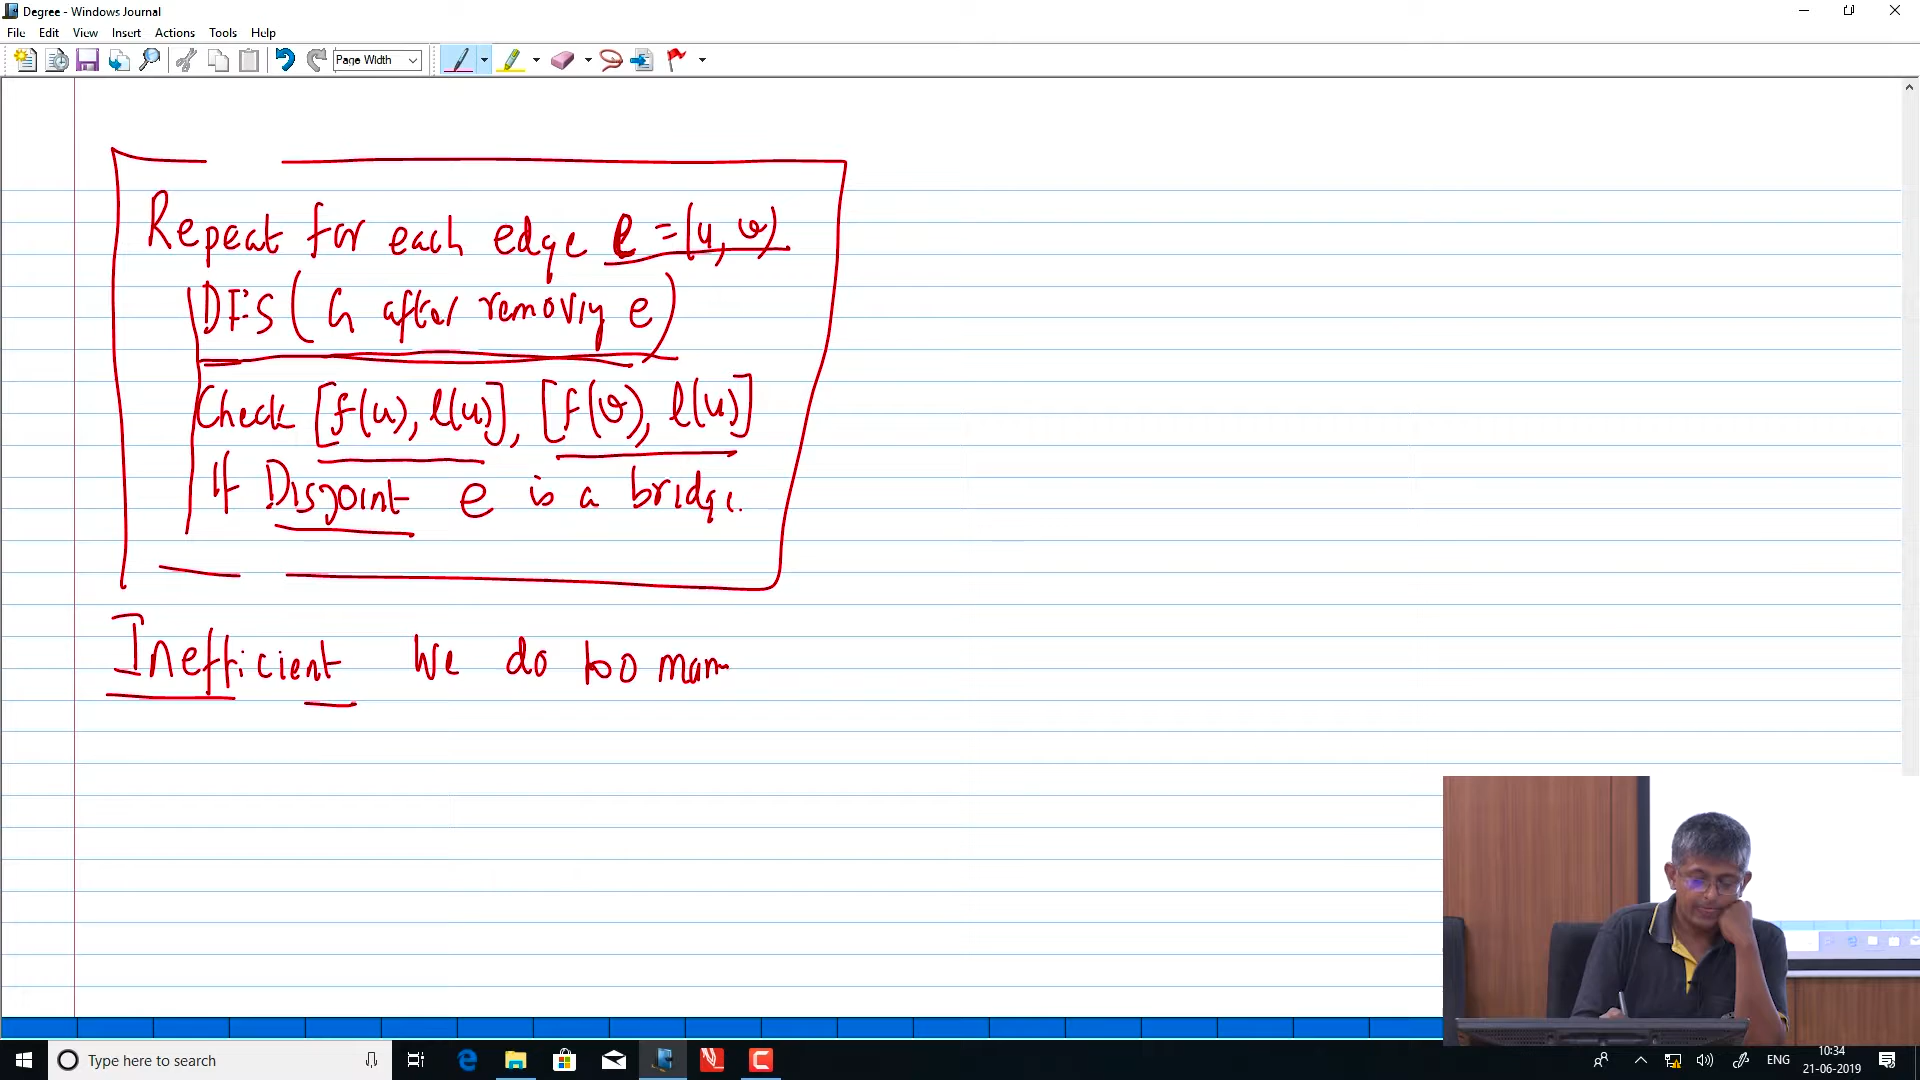 Degree - Windows Journal
File Edit View Insert Actions Tools Help
Page Width
Repeat for each edge e = (u, v)
DFS ( G after removing e )
Check [f(u), l(u)], [f(v), l(u)]
If Disjoint e is a bridge.
Inefficient We do too man
Type here to search
ENG
10:34
21-06-2019